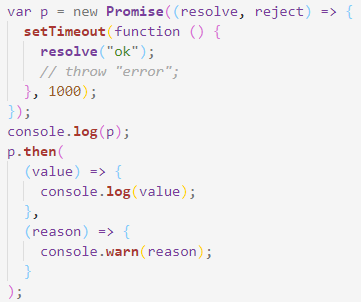 var p = new Promise((resolve, reject) => {
  setTimeout(function () {
    resolve("ok");
    // throw "error";
  }, 1000);
});
console.log(p);
p.then(
  (value) => {
    console.log(value);
  },
  (reason) => {
    console.warn(reason);
  }
);